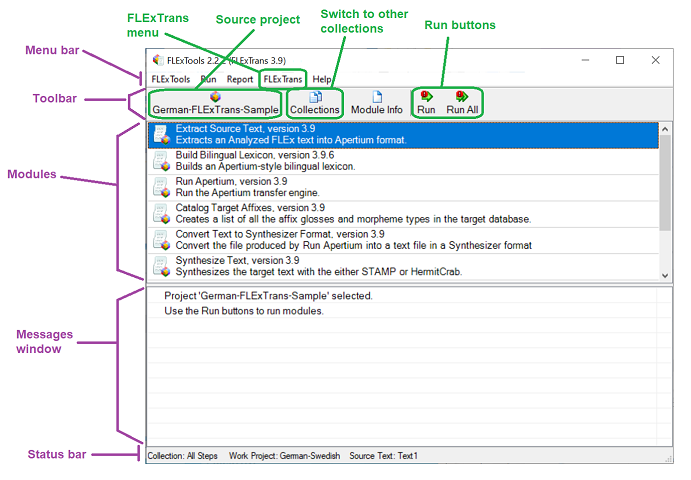 FLExTrans
menu
Source project
Switch to other
collections
Run buttons
Menu bar
FLExTools 2.2.2 (FLExTrans 3.9)
FLExTools Run Report FLExTrans Help
Toolbar
German-FLExTrans-Sample Collections Module Info Run Run All
Modules
Extract Source Text, version 3.9
Extracts an Analyzed FLEx text into Apertium format.
Build Bilingual Lexicon, version 3.9.6
Builds an Apertium-style bilingual lexicon.
Run Apertium, version 3.9
Run the Apertium transfer engine.
Catalog Target Affixes, version 3.9
Creates a list of all the affix glosses and morpheme types in the target database.
Convert Text to Synthesizer Format, version 3.9
Convert the file produced by Run Apertium into a text file in a Synthesizer format
Synthesize Text, version 3.9
Synthesizes the target text with the either STAMP or HermitCrab.
Messages
window
Project 'German-FLExTrans-Sample' selected.
Use the Run buttons to run modules.
Status bar
Collection: All Steps Work Project: German-Swedish Source Text: Text1